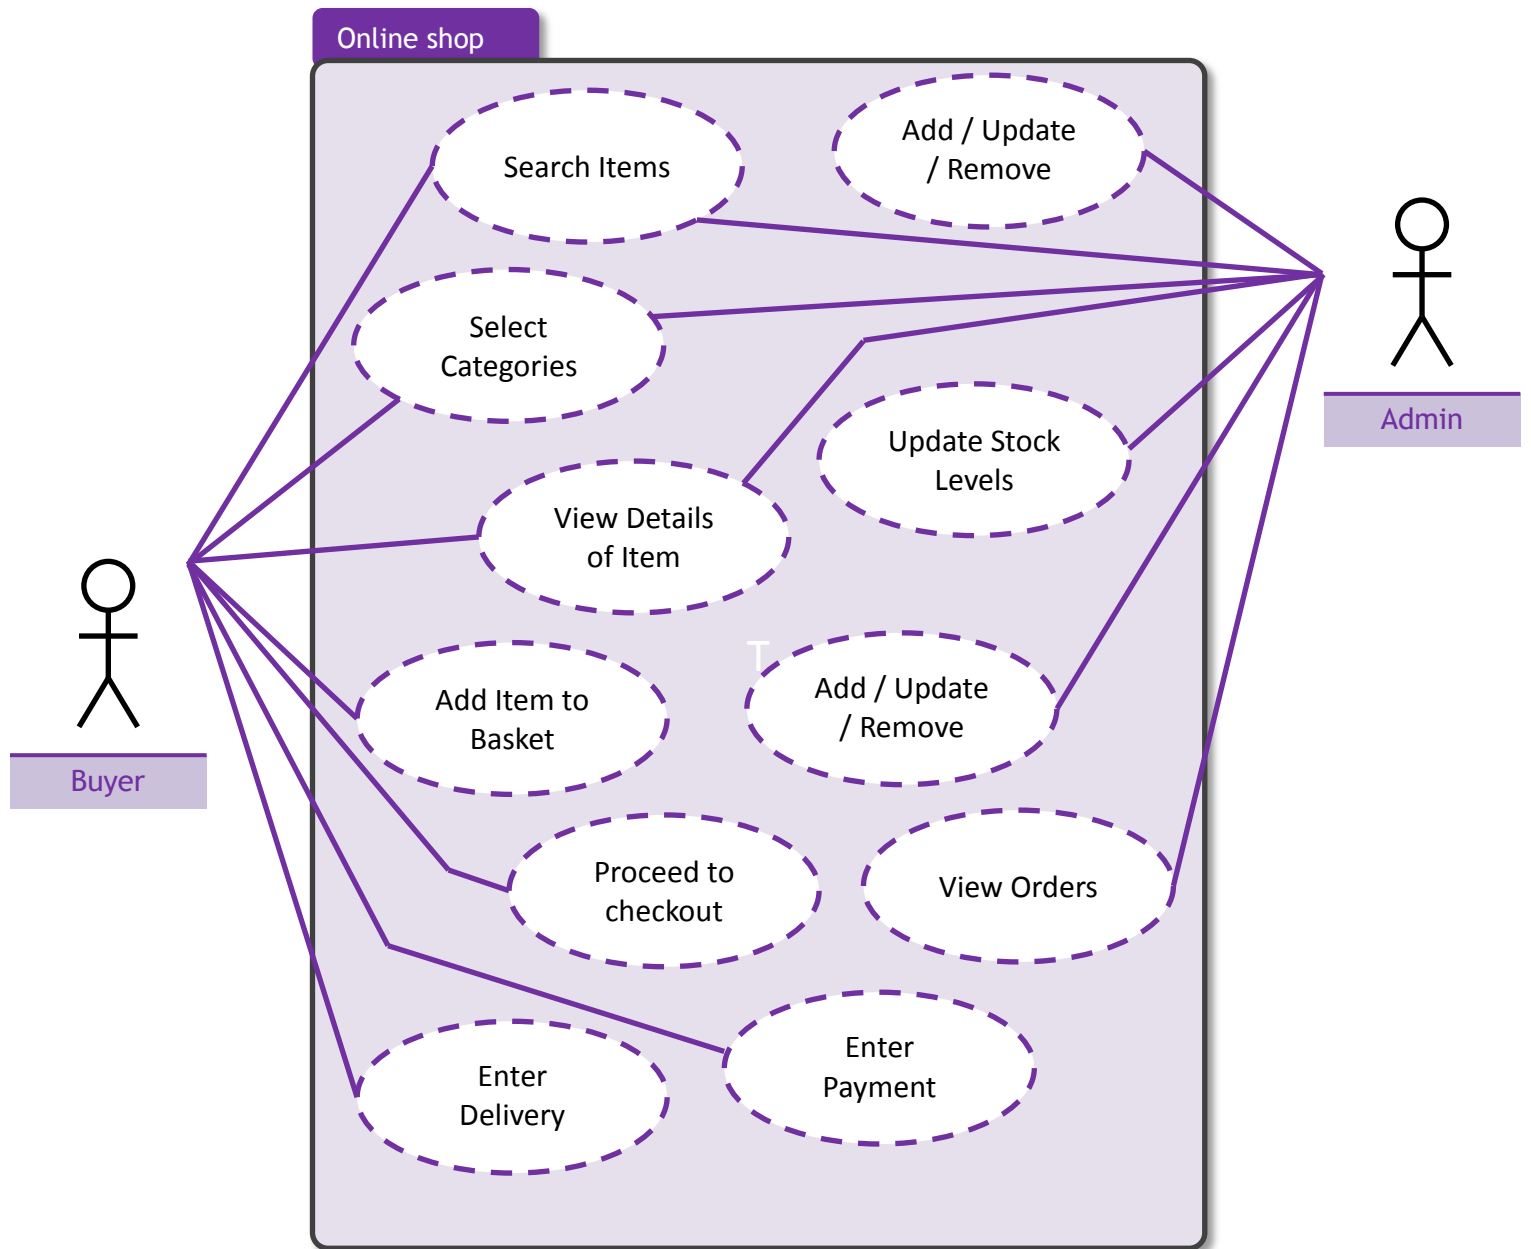 Online shop
Search Items
Add / Update
/ Remove
Select
Categories
Admin
Update Stock
Levels
View Details
of Item
T
Add Item to
Basket
Add / Update
/ Remove
Buyer
Proceed to
checkout
View Orders
Enter
Payment
Enter
Delivery